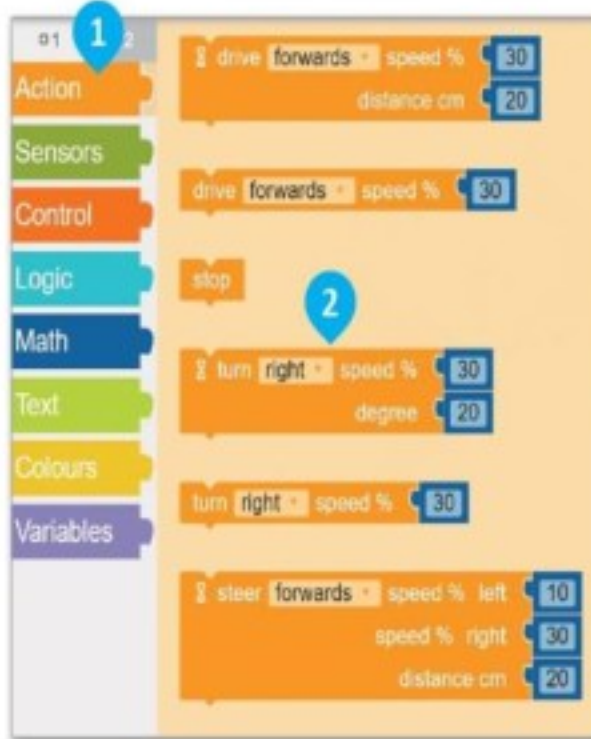 1
1 2
Action
Sensors
Control
Logic
Math
Text
Colours
Variables
drive forwards speed % 30
distance cm 20
drive forwards speed % 30
stop
2
turn right speed % 30
degree 20
turn right speed % 30
steer forwards speed % left 10
speed % right 30
distance cm 20